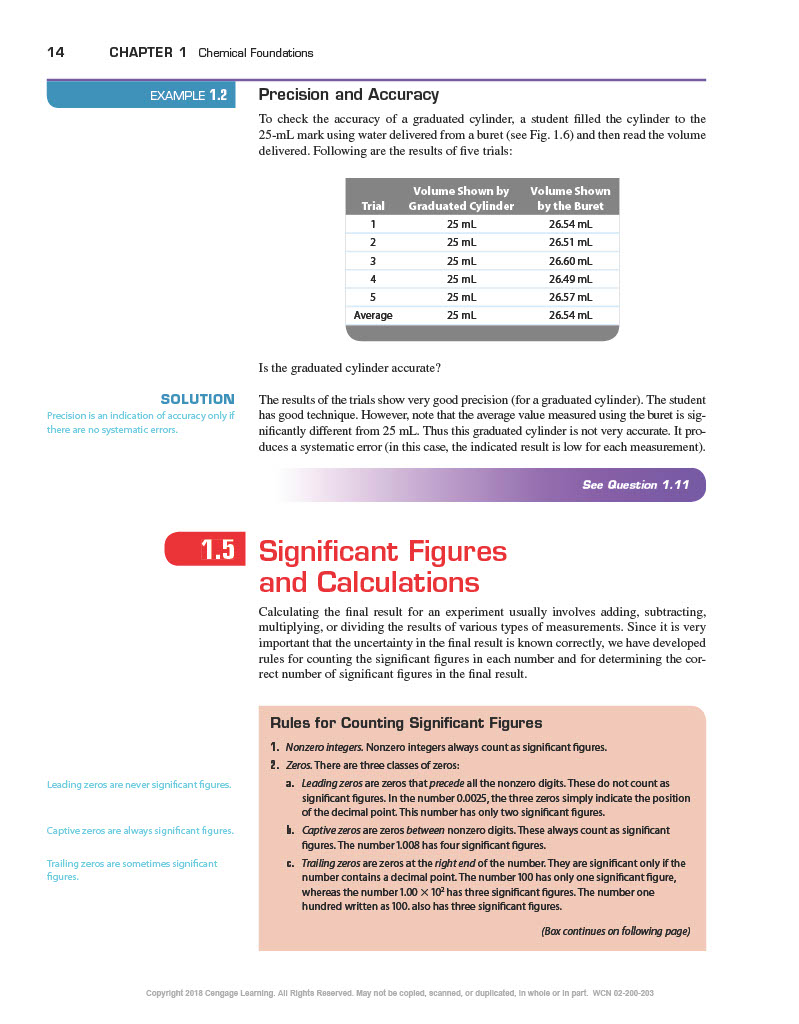 14 CHAPTER 1 Chemical Foundations
EXAMPLE 1.2
Precision and Accuracy
To check the accuracy of a graduated cylinder, a student filled the cylinder to the
25-mL mark using water delivered from a buret (see Fig. 1.6) and then read the volume
delivered. Following are the results of five trials:
Trial Volume Shown by Graduated Cylinder Volume Shown by the Buret
1 25 mL 26.54 mL
2 25 mL 26.51 mL
3 25 mL 26.60 mL
4 25 mL 26.49 mL
5 25 mL 26.57 mL
Average 25 mL 26.54 mL
Is the graduated cylinder accurate?
SOLUTION
Precision is an indication of accuracy only if
there are no systematic errors.
The results of the trials show very good precision (for a graduated cylinder). The student
has good technique. However, note that the average value measured using the buret is sig-
nificantly different from 25 mL. Thus this graduated cylinder is not very accurate. It pro-
duces a systematic error (in this case, the indicated result is low for each measurement).
See Question 1.11
1.5 Significant Figures
and Calculations
Calculating the final result for an experiment usually involves adding, subtracting,
multiplying, or dividing the results of various types of measurements. Since it is very
important that the uncertainty in the final result is known correctly, we have developed
rules for counting the significant figures in each number and for determining the cor-
rect number of significant figures in the final result.
Rules for Counting Significant Figures
1. Nonzero integers. Nonzero integers always count as significant figures.
2. Zeros. There are three classes of zeros:
a. Leading zeros are zeros that precede all the nonzero digits. These do not count as
significant figures. In the number 0.0025, the three zeros simply indicate the position
of the decimal point. This number has only two significant figures.
b. Captive zeros are zeros between nonzero digits. These always count as significant
figures. The number 1.008 has four significant figures.
c. Trailing zeros are zeros at the right end of the number. They are significant only if the
number contains a decimal point. The number 100 has only one significant figure,
whereas the number 1.00 × 10² has three significant figures. The number one
hundred written as 100. also has three significant figures.
(Box continues on following page)
Leading zeros are never significant figures.
Captive zeros are always significant figures.
Trailing zeros are sometimes significant
figures.
Copyright 2018 Cengage Learning. All Rights Reserved. May not be copied, scanned, or duplicated, in whole or in part. WCN 02-200-203